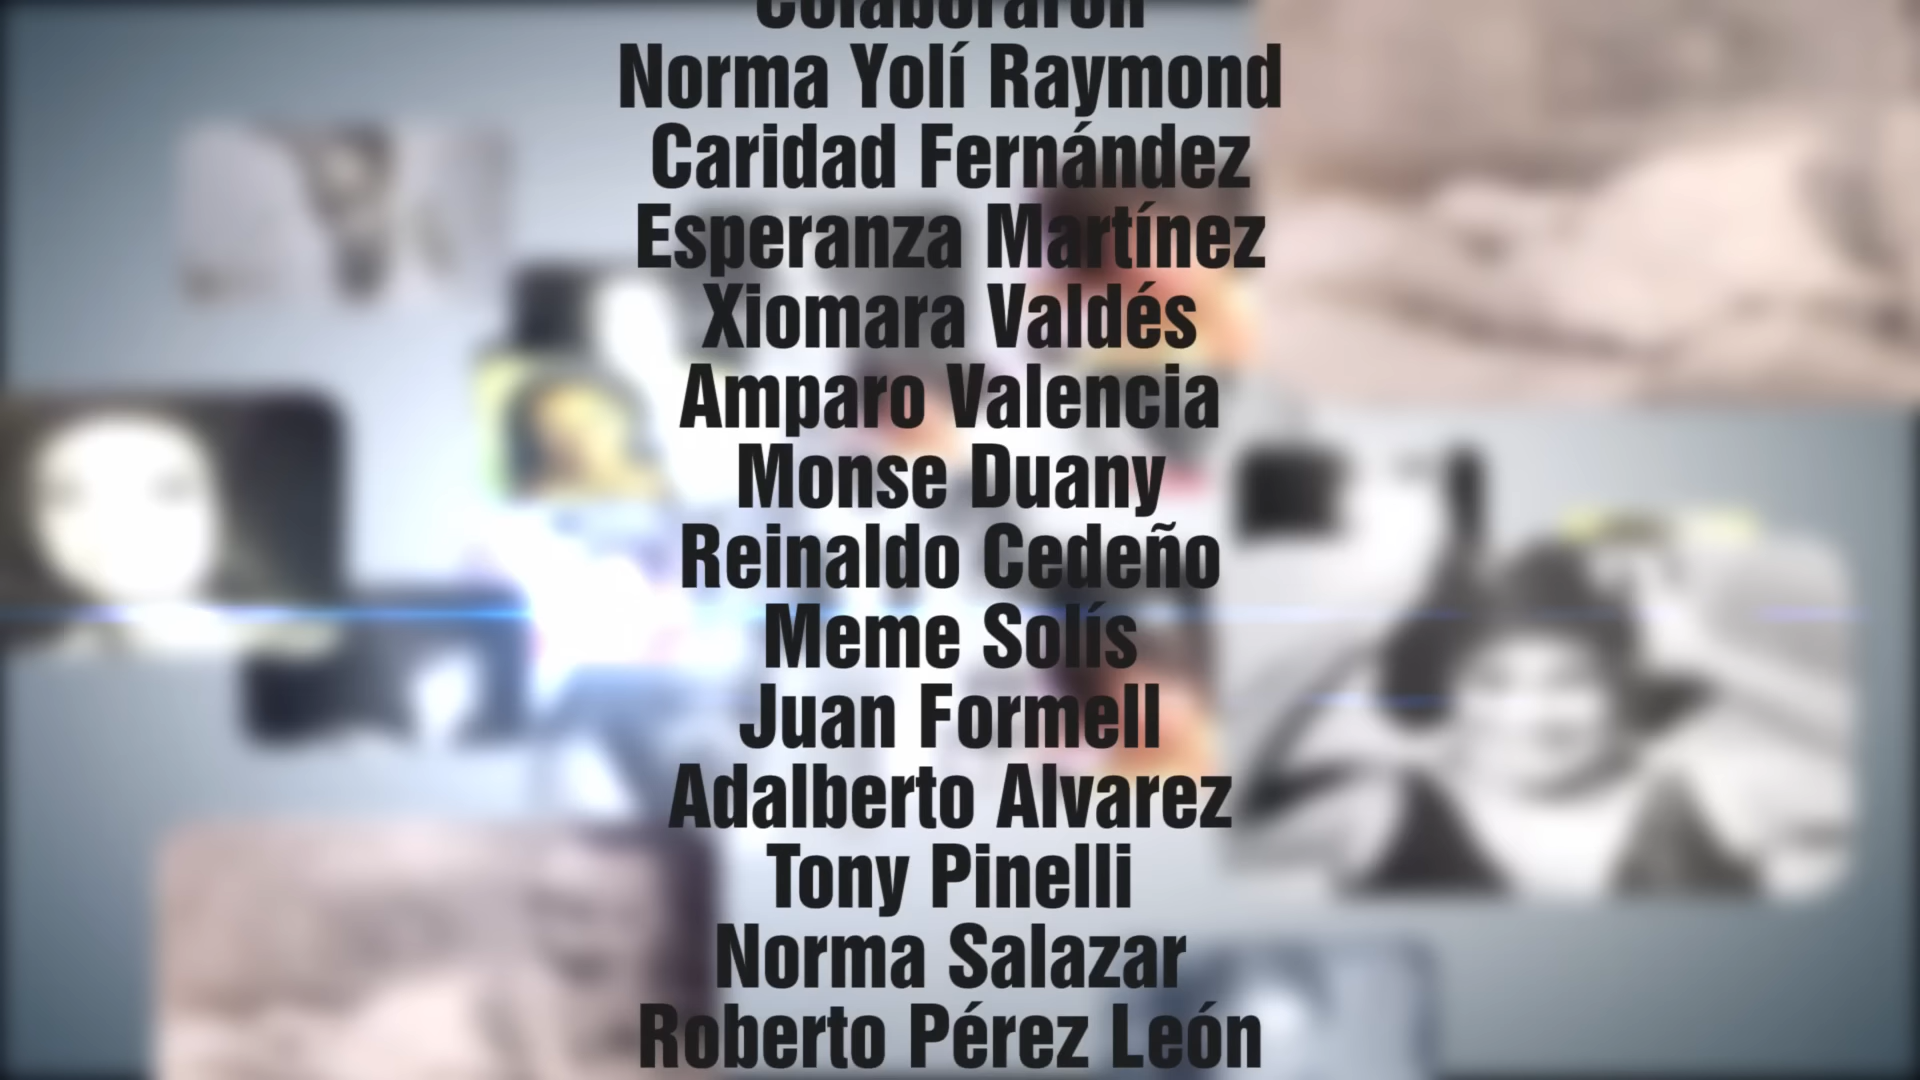 Colaboraron
Norma Yolí Raymond
Caridad Fernández
Esperanza Martínez
Xiomara Valdés
Amparo Valencia
Monse Duany
Reinaldo Cedeño
Meme Solís
Juan Formell
Adalberto Alvarez
Tony Pinelli
Norma Salazar
Roberto Pérez León